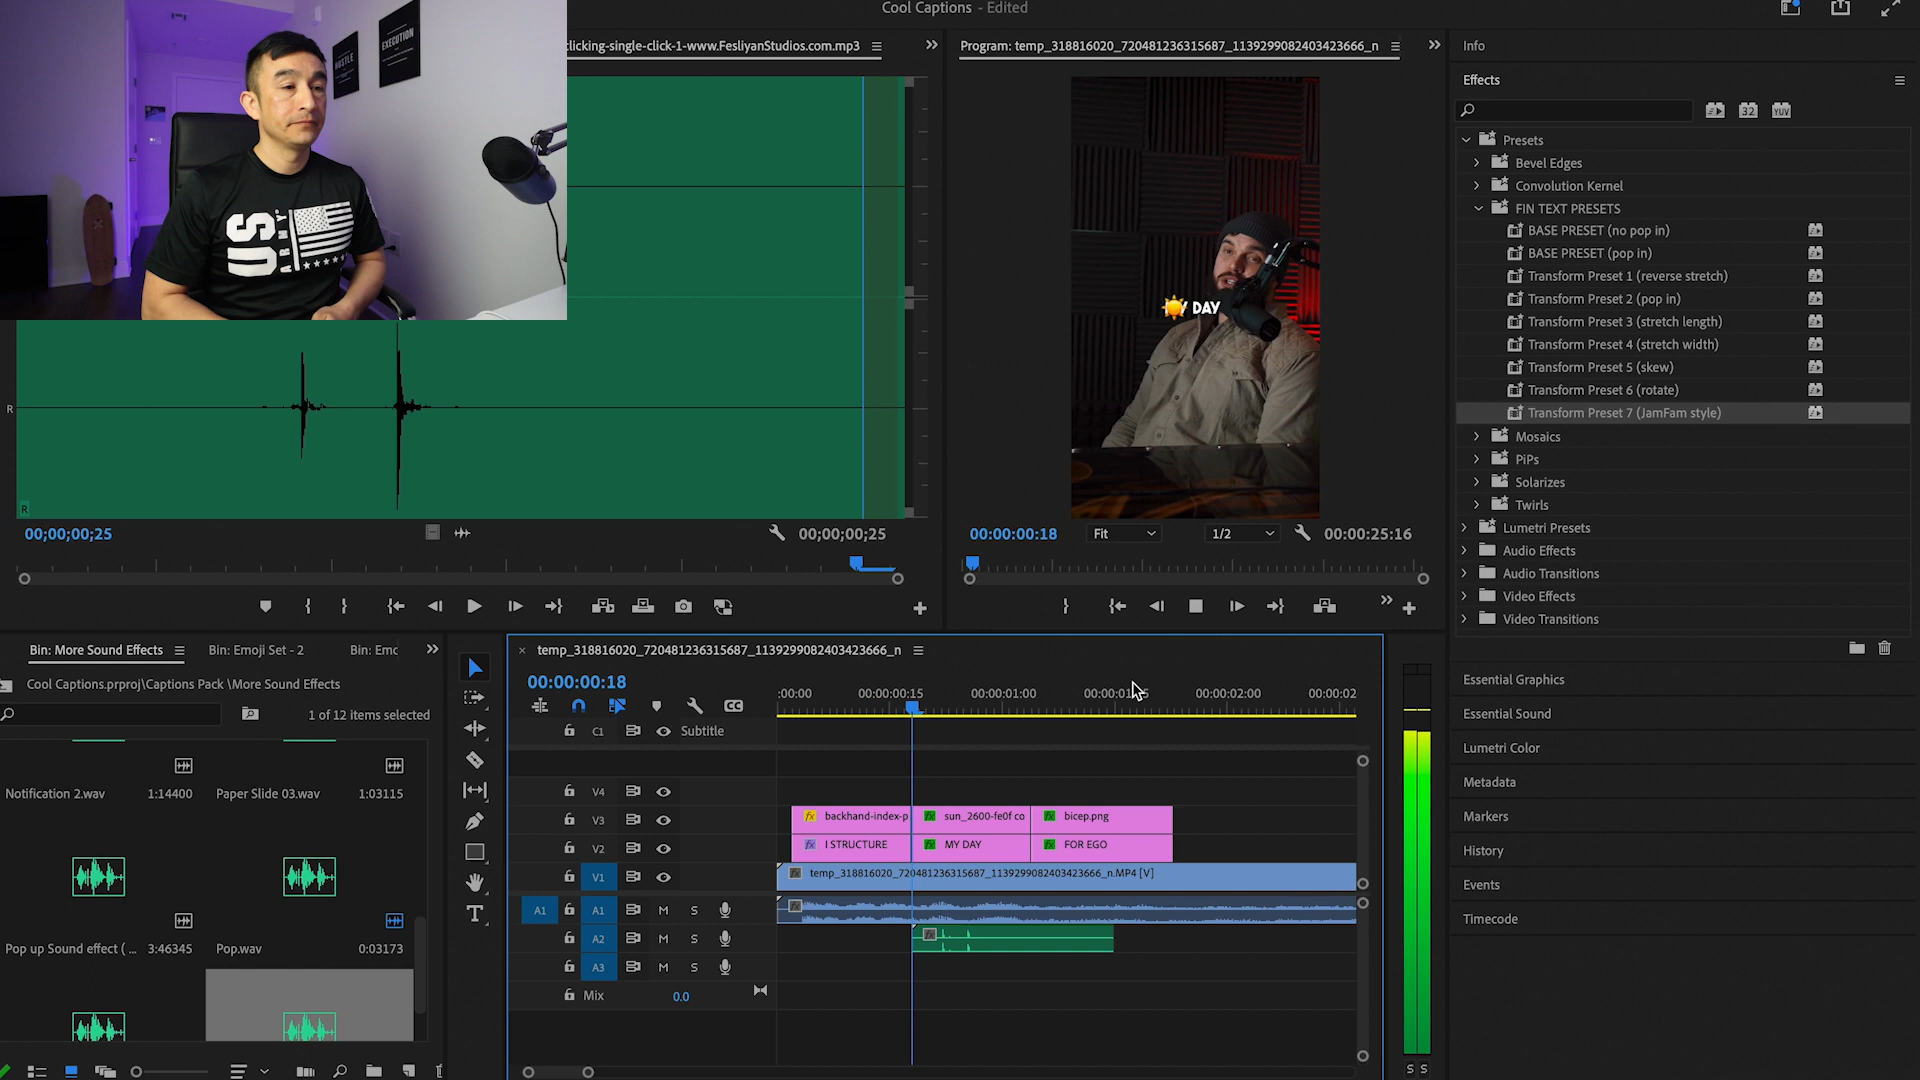 Cool Captions - Edited
HUSTLE
EXECUTION
US
ARMY
clicking-single-click-1-www.FesliyanStudios.com.mp3
Program: temp_318816020_720481236315687_1139299082403423666_n
Info
Effects
32
YUV
Presets
Bevel Edges
Convolution Kernel
FIN TEXT PRESETS
BASE PRESET (no pop in)
BASE PRESET (pop in)
Transform Preset 1 (reverse stretch)
Transform Preset 2 (pop in)
Transform Preset 3 (stretch length)
Transform Preset 4 (stretch width)
Transform Preset 5 (skew)
Transform Preset 6 (rotate)
Transform Preset 7 (JamFam style)
Mosaics
PiPs
Solarizes
Twirls
Lumetri Presets
Audio Effects
Audio Transitions
Video Effects
Video Transitions
Y DAY
R
R
00;00;00;25
00;00;00;25
00:00:00:18
Fit
1/2
00:00:25:16
Bin: More Sound Effects
Bin: Emoji Set - 2
Bin: Emc
Cool Captions.prproj\Captions Pack \More Sound Effects
1 of 12 items selected
Notification 2.wav
1:14400
Paper Slide 03.wav
1:03115
Pop up Sound effect ( ...
3:46345
Pop.wav
0:03173
temp_318816020_720481236315687_1139299082403423666_n
00:00:00:18
:00:00
00:00:00:15
00:00:01:00
00:00:02:00
00:00:02
CC
C1
Subtitle
V4
V3
backhand-index-p
sun_2600-fe0f co
bicep.png
V2
I STRUCTURE
MY DAY
FOR EGO
V1
temp_318816020_720481236315687_1139299082403423666_n.MP4 [V]
A1
A1
M
S
A2
M
S
A3
M
S
Mix
0.0
S S
Essential Graphics
Essential Sound
Lumetri Color
Metadata
Markers
History
Events
Timecode